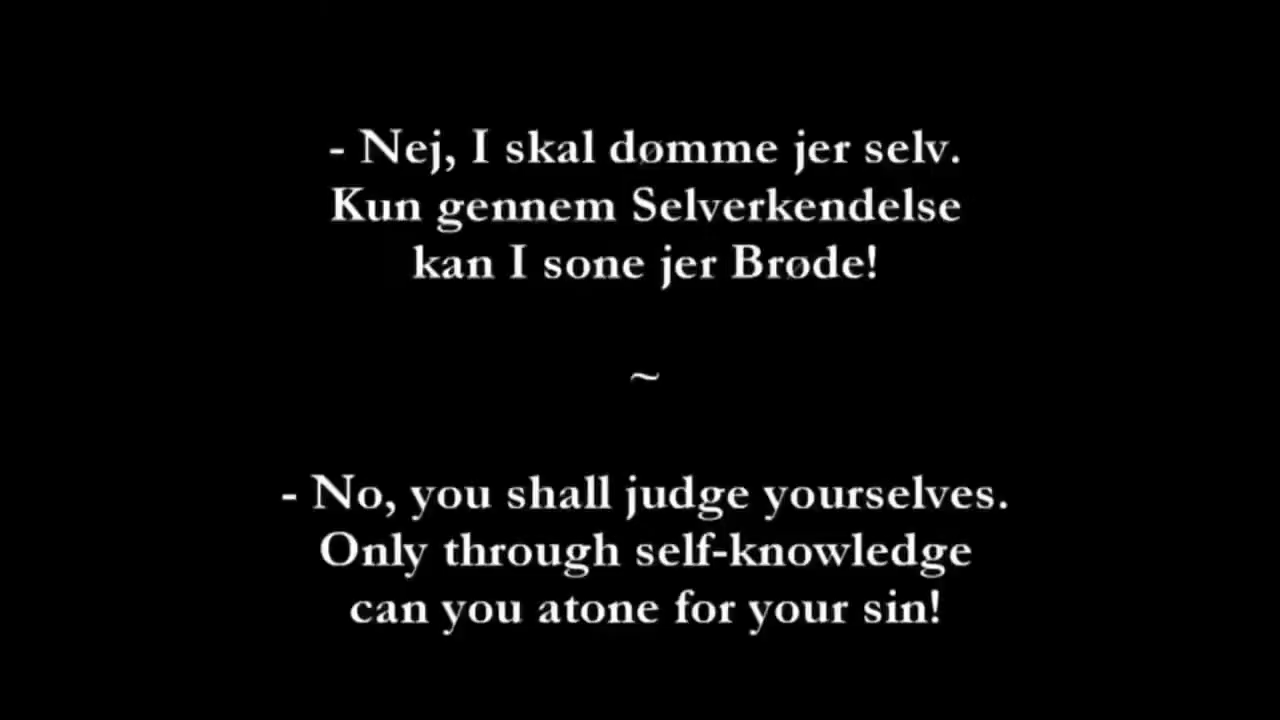 - Nej, I skal dømme jer selv.
Kun gennem Selverkendelse
kan I sone jer Brøde!
~
- No, you shall judge yourselves.
Only through self-knowledge
can you atone for your sin!